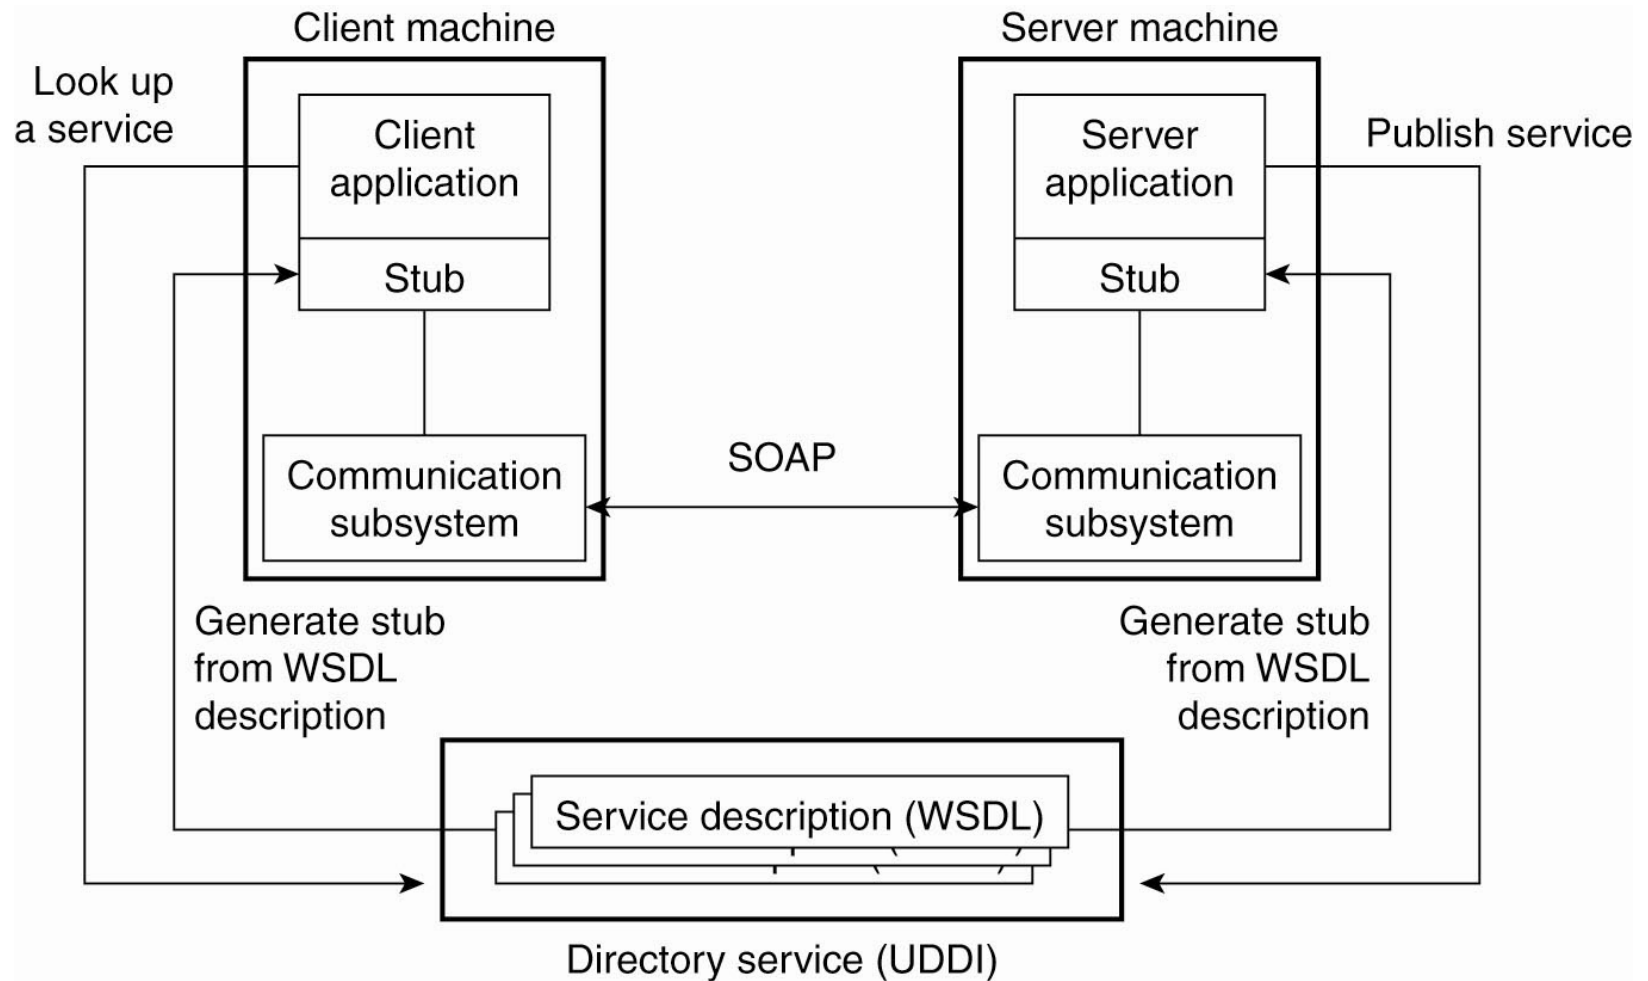 Client machine
Server machine
Look up
a service
Client
application
Stub
Communication
subsystem
SOAP
Server
application
Stub
Communication
subsystem
Publish service
Generate stub
from WSDL
description
Generate stub
from WSDL
description
Service description (WSDL)
Directory service (UDDI)